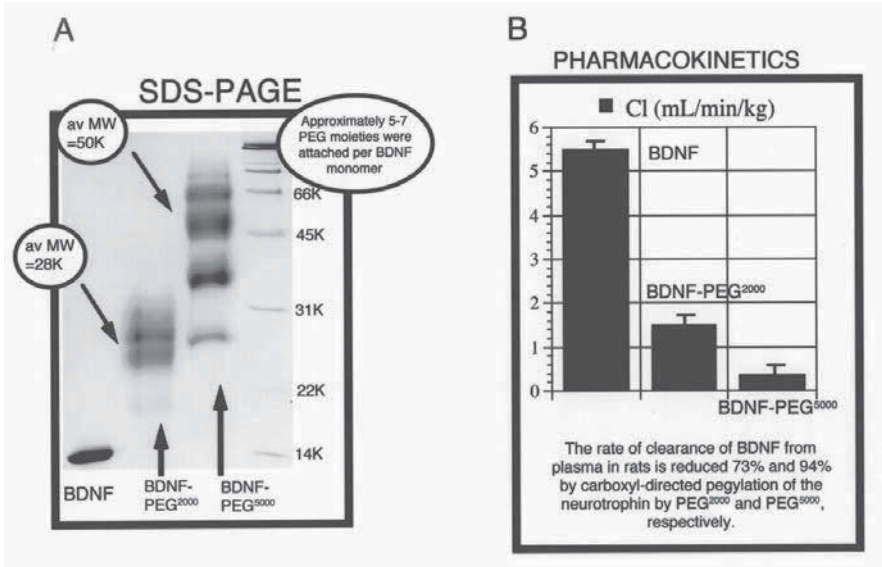 A
SDS-PAGE
av MW
=50K
Approximately 5-7
PEG moieties were
attached per BDNF
monomer
av MW
=28K
66K
45K
31K
22K
14K
BDNF
BDNF-
PEG2000
BDNF-
PEG5000
B
PHARMACOKINETICS
Cl (mL/min/kg)
6
5
4
3
2
1
0
BDNF
BDNF-PEG2000
BDNF-PEG5000
The rate of clearance of BDNF from
plasma in rats is reduced 73% and 94%
by carboxyl-directed pegylation of the
neurotrophin by PEG2000 and PEG5000,
respectively.